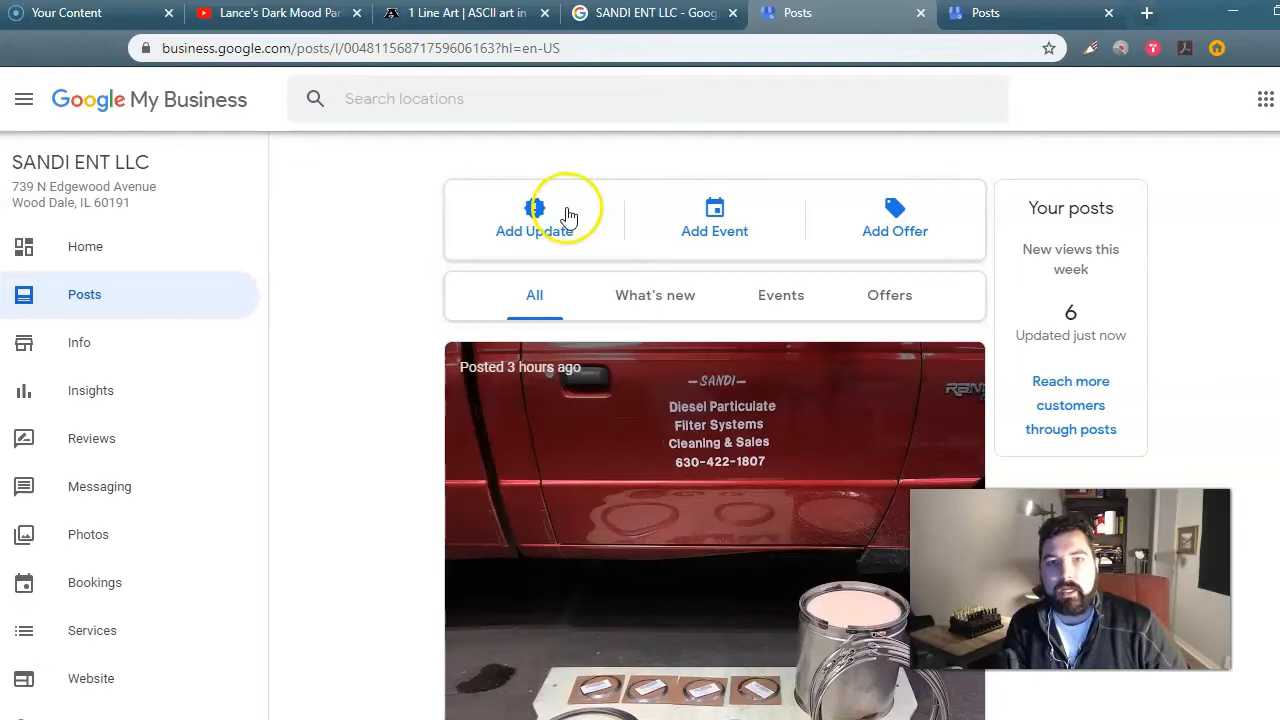 Your Content
Lance's Dark Mood Par
1 Line Art | ASCII art in
SANDI ENT LLC - Goog
Posts
Posts
business.google.com/posts/l/00481156871759606163?hl=en-US
Google My Business
Search locations
SANDI ENT LLC
739 N Edgewood Avenue
Wood Dale, IL 60191
Home
Posts
Info
Insights
Reviews
Messaging
Photos
Bookings
Services
Website
Add Update
Add Event
Add Offer
All
What's new
Events
Offers
Posted 3 hours ago
—SANDI—
Diesel Particulate
Filter Systems
Cleaning & Sales
630-422-1807
Your posts
New views this
week
6
Updated just now
Reach more
customers
through posts